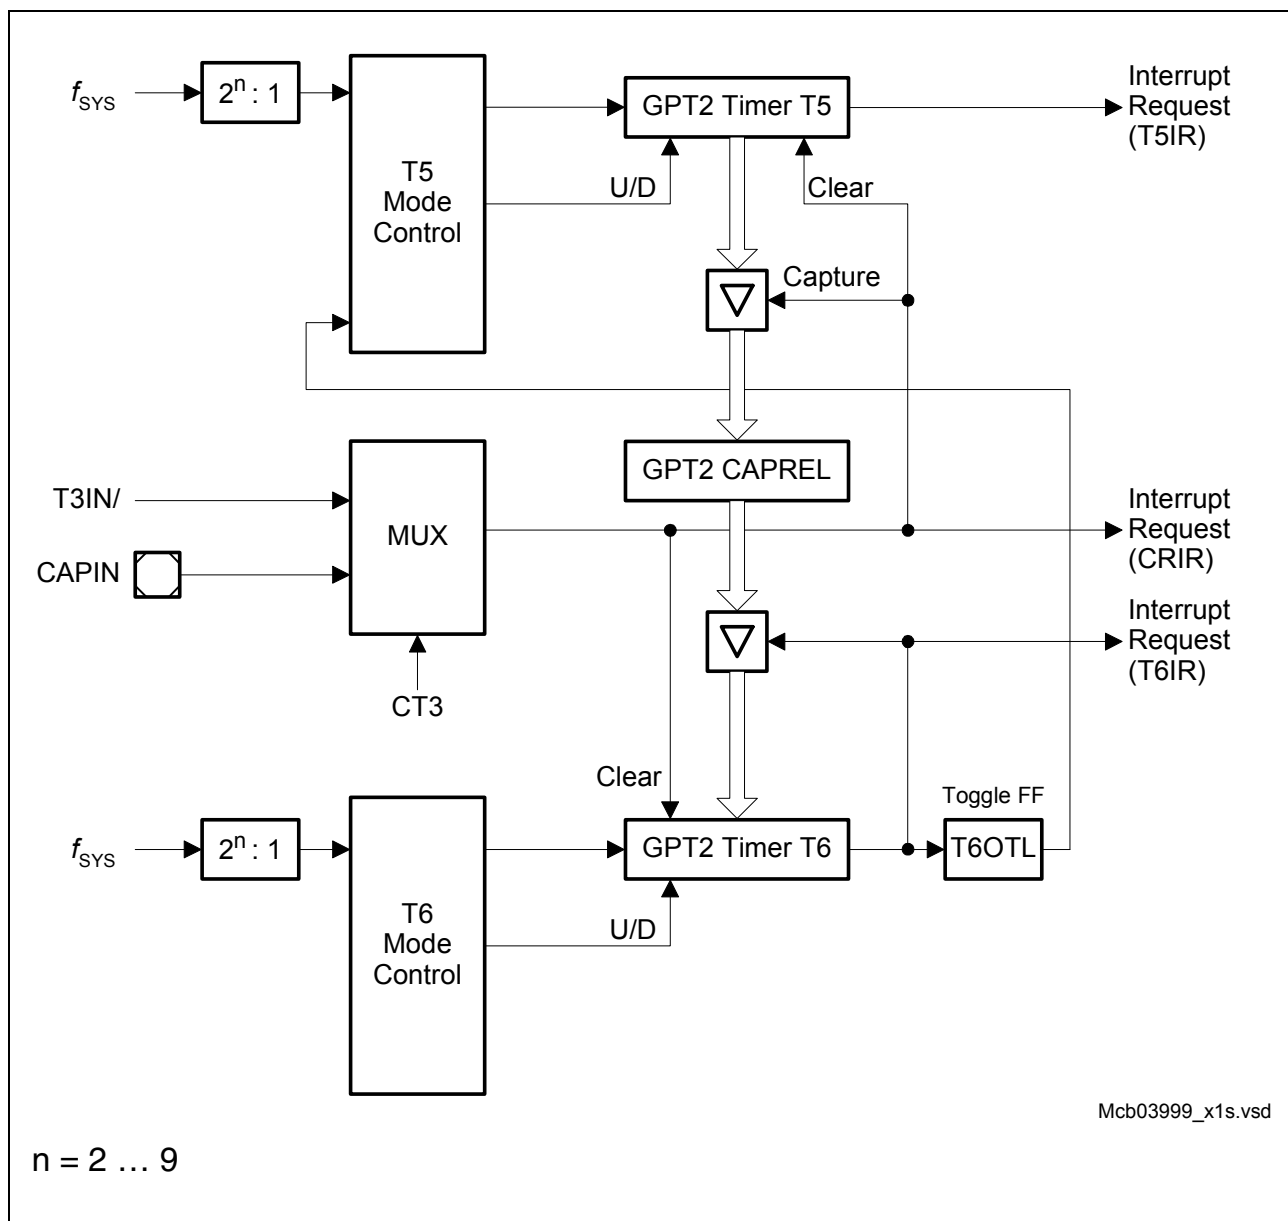 fSYS
2ⁿ : 1
T5
Mode
Control
GPT2 Timer T5
Interrupt
Request
(T5IR)
U/D
Clear
Capture
T3IN/
CAPIN
MUX
CT3
GPT2 CAPREL
Interrupt
Request
(CRIR)
Interrupt
Request
(T6IR)
Clear
Toggle FF
fSYS
2ⁿ : 1
T6
Mode
Control
GPT2 Timer T6
T6OTL
U/D
Mcb03999_x1s.vsd
n = 2 … 9